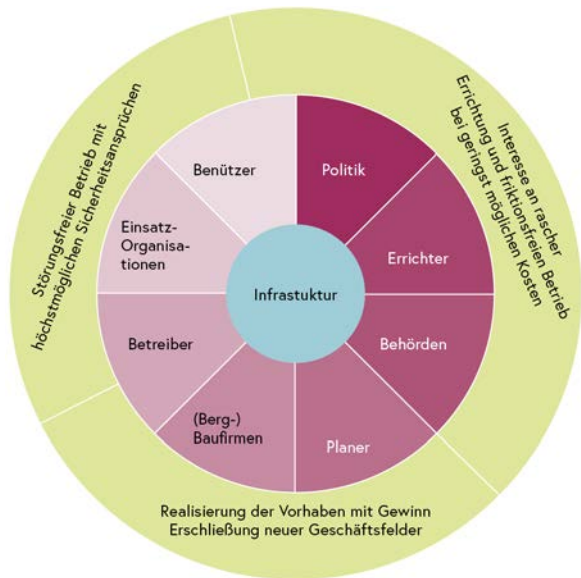 Störungsfreier Betrieb mit
höchstmöglichen Sicherheitsansprüchen
Interesse an rascher
Errichtung und friktionsfreien Betrieb
bei geringst möglichen Kosten
Benützer
Politik
Einsatz-
Organisa-
tionen
Errichter
Infrastuktur
Betreiber
Behörden
(Berg-)
Baufirmen
Planer
Realisierung der Vorhaben mit Gewinn
Erschließung neuer Geschäftsfelder